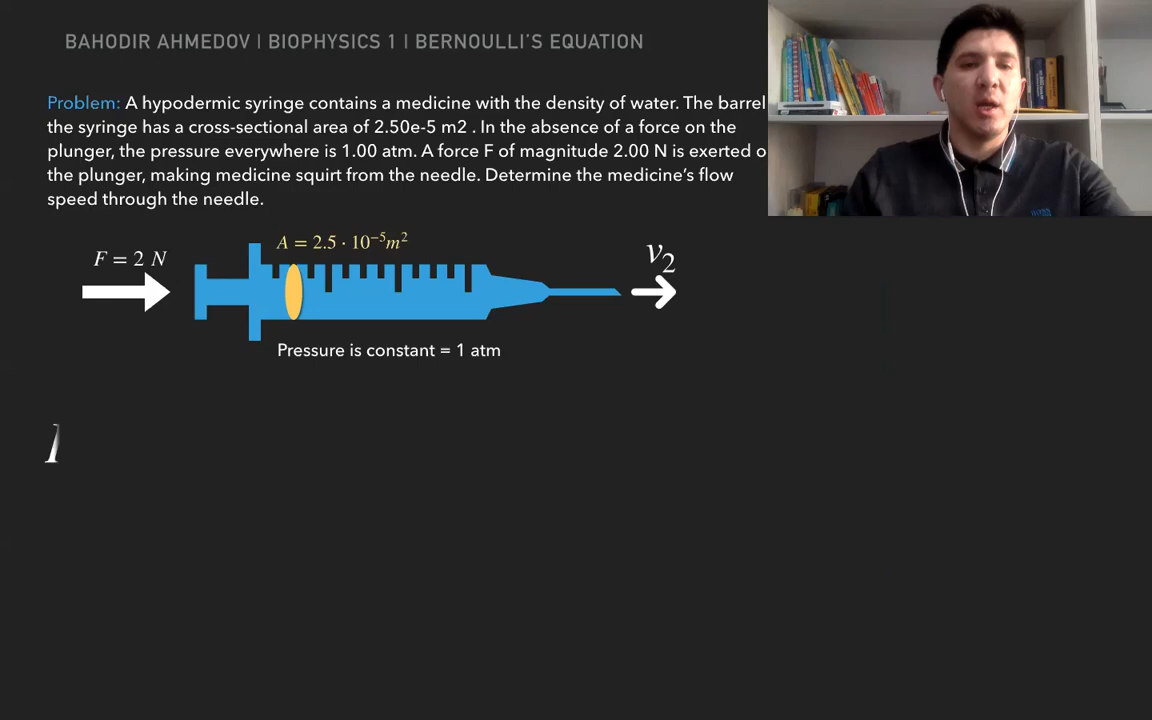 BAHODIR AHMEDOV | BIOPHYSICS 1 | BERNOULLI'S EQUATION
Problem: A hypodermic syringe contains a medicine with the density of water. The barrel
the syringe has a cross-sectional area of 2.50e-5 m2 . In the absence of a force on the
plunger, the pressure everywhere is 1.00 atm. A force F of magnitude 2.00 N is exerted o
the plunger, making medicine squirt from the needle. Determine the medicine's flow
speed through the needle.
A = 2.5 · 10⁻⁵m²
F = 2 N
v₂
Pressure is constant = 1 atm